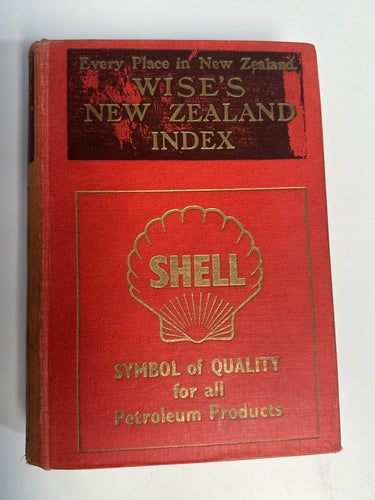 Every Place in New Zealand.
WISE'S
NEW ZEALAND
INDEX
SHELL
SYMBOL of QUALITY
for all
Petroleum Products